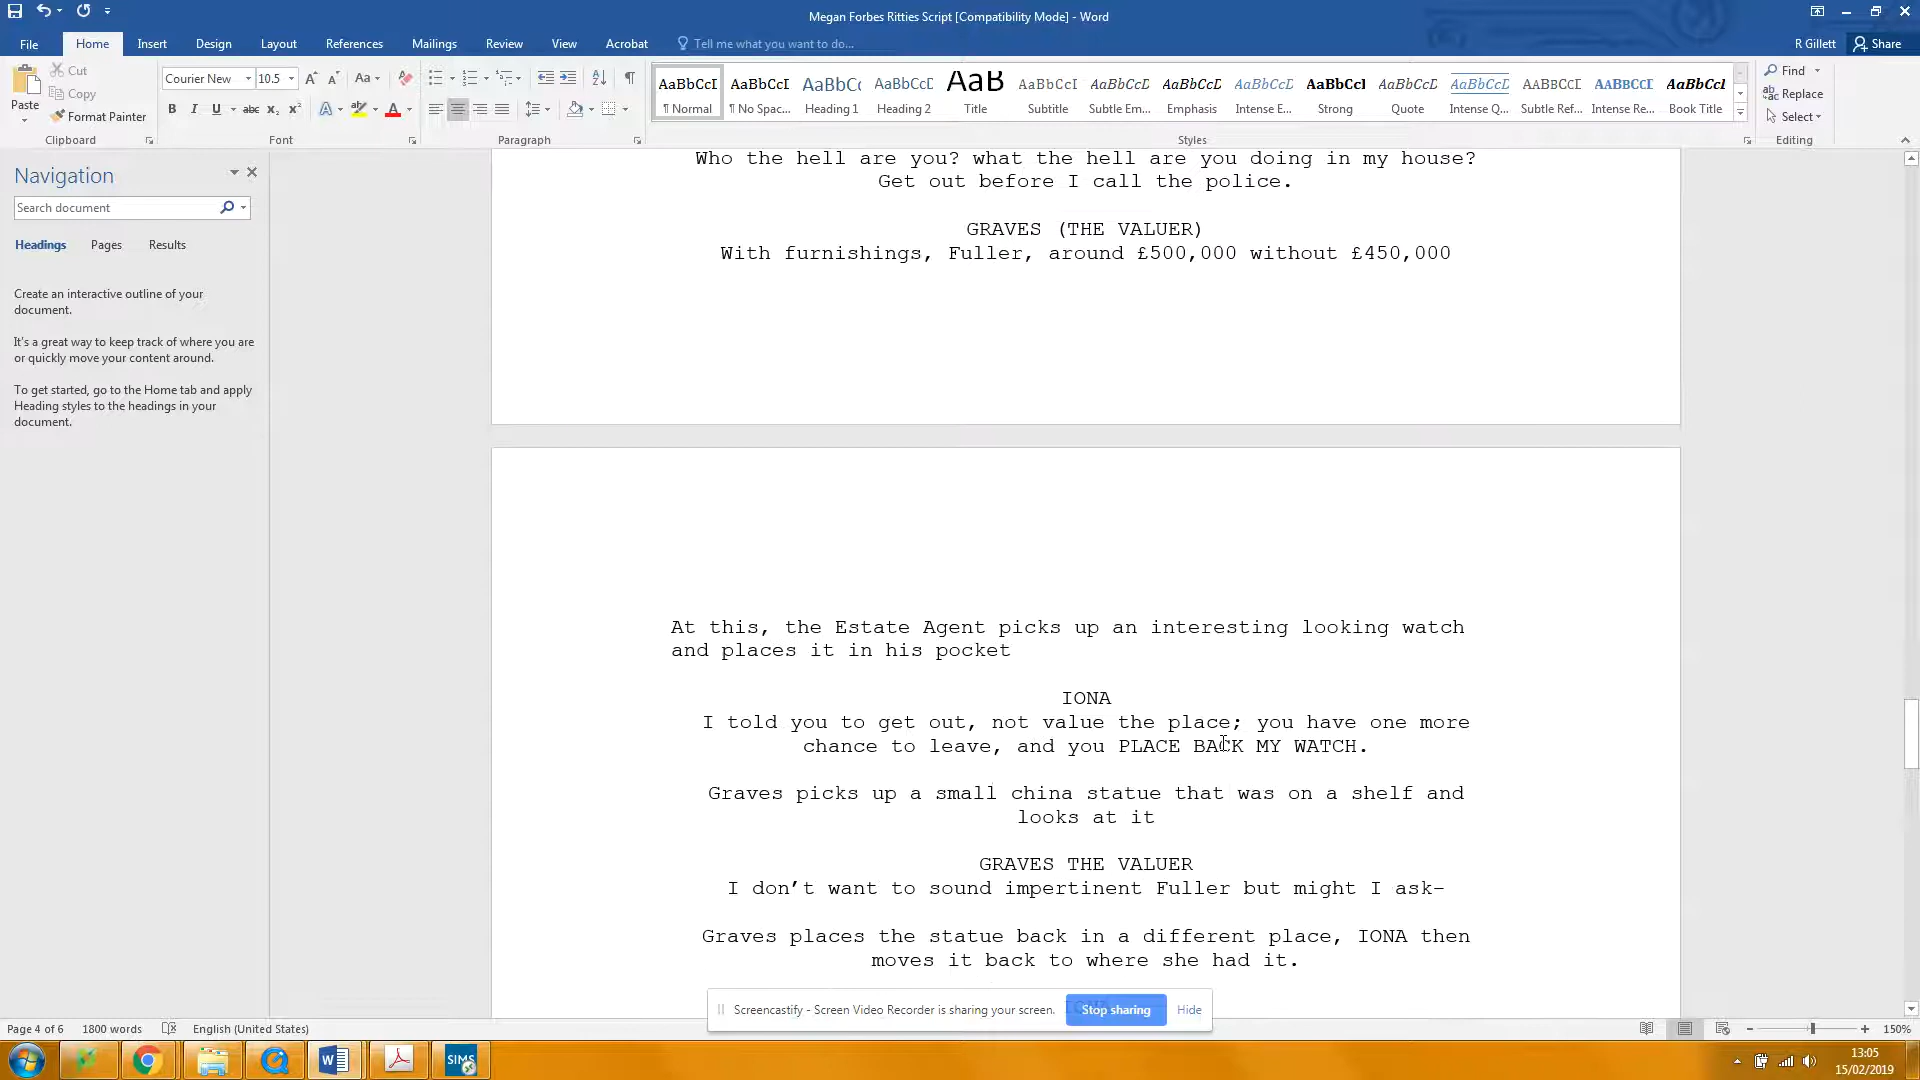 Megan Forbes Ritties Script [Compatibility Mode] - Word
File Home Insert Design Layout References Mailings Review View Acrobat Tell me what you want to do... R Gillett Share
Paste Cut Copy Format Painter
Courier New 10.5
AaBbCcI AaBbCcI AaBbCc AaBbCcD AaB AaBbCcI AaBbCcD AaBbCcD AaBbCcD AaBbCcI AaBbCcD AaBbCcD AABBCCD AABBCCD AaBbCcI
¶ Normal ¶ No Spac... Heading 1 Heading 2 Title Subtitle Subtle Em... Emphasis Intense E... Strong Quote Intense Q... Subtle Ref... Intense Re... Book Title
Find Replace Select
Clipboard Font Paragraph Styles Editing
Navigation
Search document
Headings Pages Results
Create an interactive outline of your
document.
It's a great way to keep track of where you are
or quickly move your content around.
To get started, go to the Home tab and apply
Heading styles to the headings in your
document.
Who the hell are you? what the hell are you doing in my house?
Get out before I call the police.
GRAVES (THE VALUER)
With furnishings, Fuller, around £500,000 without £450,000
At this, the Estate Agent picks up an interesting looking watch
and places it in his pocket
IONA
I told you to get out, not value the place; you have one more
chance to leave, and you PLACE BACK MY WATCH.
Graves picks up a small china statue that was on a shelf and
looks at it
GRAVES THE VALUER
I don’t want to sound impertinent Fuller but might I ask–
Graves places the statue back in a different place, IONA then
moves it back to where she had it.
Screencastify - Screen Video Recorder is sharing your screen. Stop sharing Hide
Page 4 of 6 1800 words English (United States) 150%
SIMS
13:05
15/02/2019